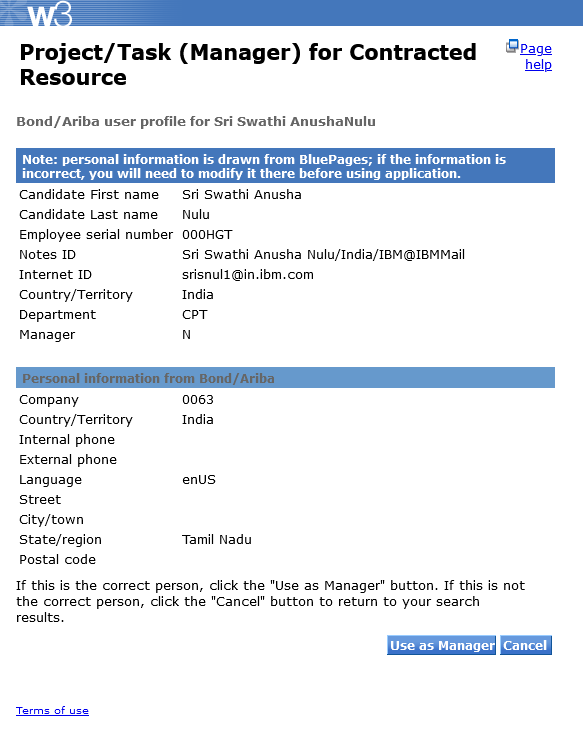 w3
Project/Task (Manager) for Contracted
Resource
Page
help
Bond/Ariba user profile for Sri Swathi AnushaNulu
Note: personal information is drawn from BluePages; if the information is
incorrect, you will need to modify it there before using application.
Candidate First name Sri Swathi Anusha
Candidate Last name Nulu
Employee serial number 000HGT
Notes ID Sri Swathi Anusha Nulu/India/IBM@IBMMail
Internet ID srisnul1@in.ibm.com
Country/Territory India
Department CPT
Manager N
Personal information from Bond/Ariba
Company 0063
Country/Territory India
Internal phone
External phone
Language enUS
Street
City/town
State/region Tamil Nadu
Postal code
If this is the correct person, click the "Use as Manager" button. If this is not
the correct person, click the "Cancel" button to return to your search
results.
Use as Manager Cancel
Terms of use